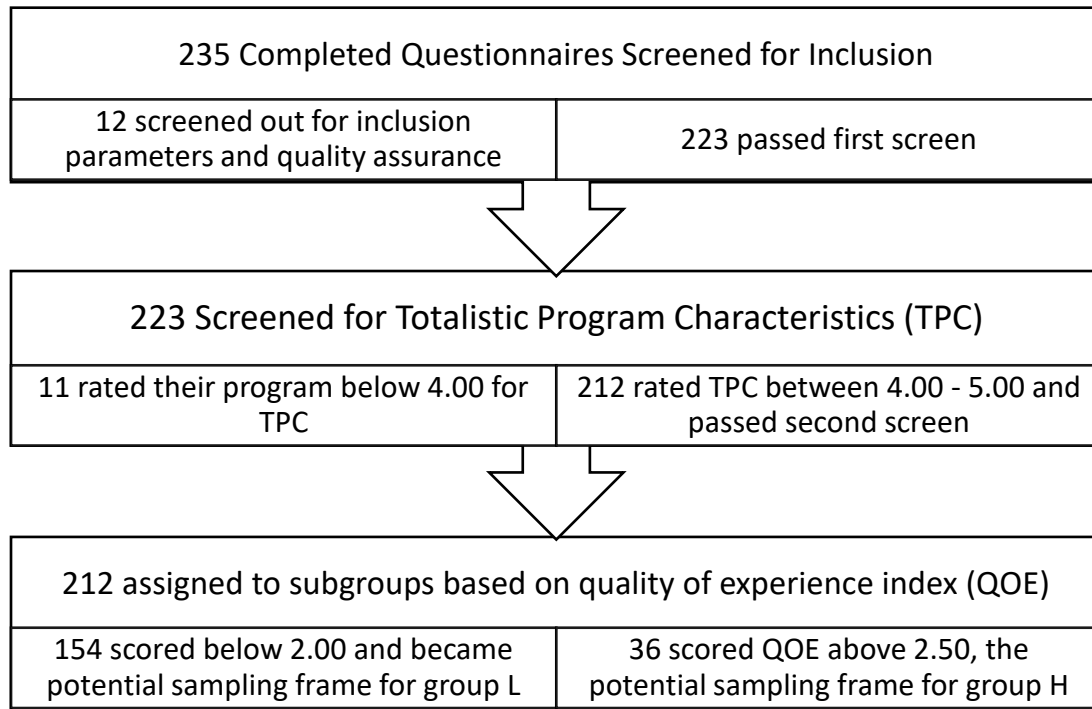 235 Completed Questionnaires Screened for Inclusion
12 screened out for inclusion
parameters and quality assurance
223 passed first screen
223 Screened for Totalistic Program Characteristics (TPC)
11 rated their program below 4.00 for
TPC
212 rated TPC between 4.00 - 5.00 and
passed second screen
212 assigned to subgroups based on quality of experience index (QOE)
154 scored below 2.00 and became
potential sampling frame for group L
36 scored QOE above 2.50, the
potential sampling frame for group H